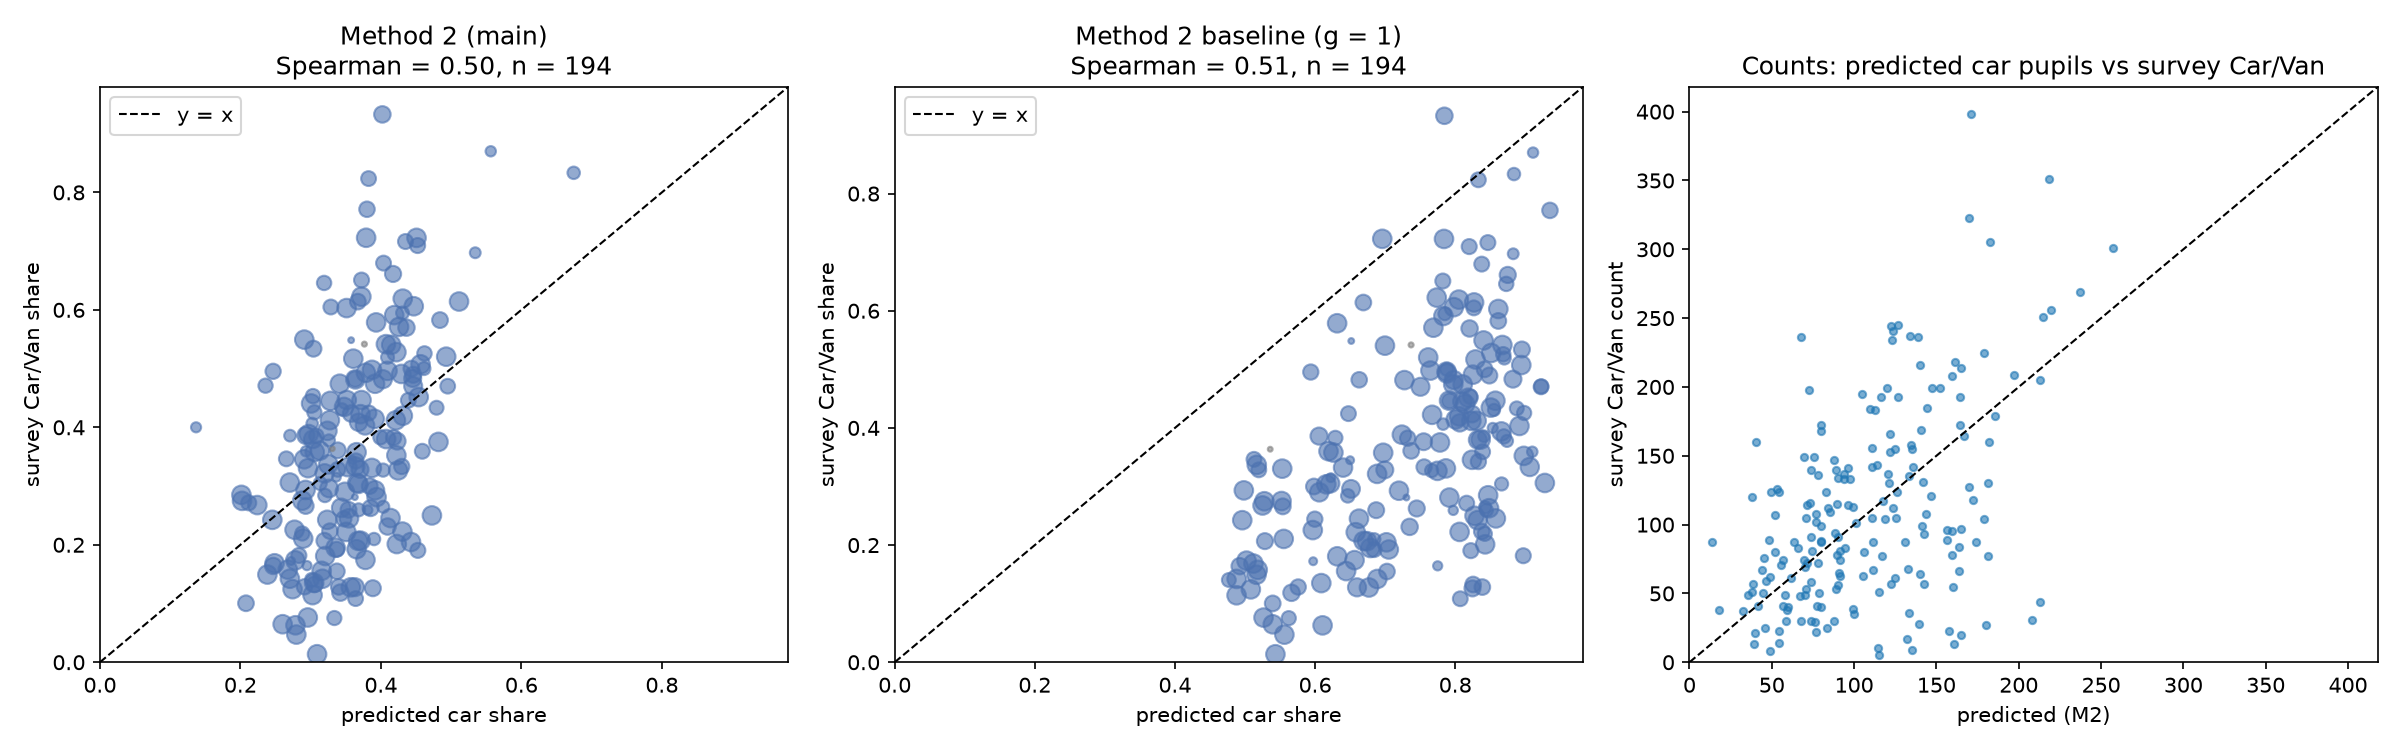 Method 2 (main)
Spearman = 0.50, n = 194
y = x
survey Car/Van share
0.8
0.6
0.4
0.2
0.0
0.0 0.2 0.4 0.6 0.8
predicted car share
Method 2 baseline (g = 1)
Spearman = 0.51, n = 194
y = x
survey Car/Van share
0.8
0.6
0.4
0.2
0.0
0.0 0.2 0.4 0.6 0.8
predicted car share
Counts: predicted car pupils vs survey Car/Van
survey Car/Van count
400
350
300
250
200
150
100
50
0
0 50 100 150 200 250 300 350 400
predicted (M2)